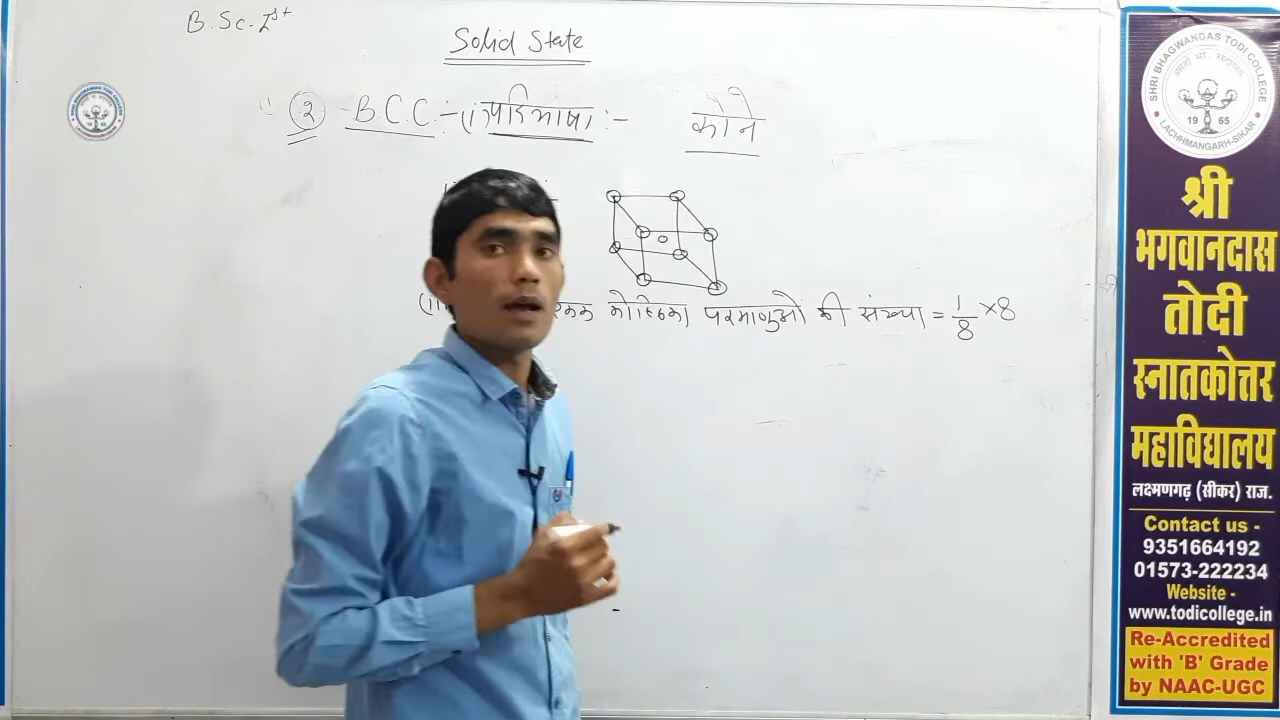 B.Sc. Ist
Solid State
② B.C.C. :- (i) परिभाषा :- कोने
एकक कोष्ठिका परमाणुओं की संख्या = 1/8 × 8
SHRI BHAGWANDAS TODI COLLEGE
1965
LACHHMANGARH-SIKAR
श्री
भगवानदास
तोदी
स्नातकोत्तर
महाविद्यालय
लक्ष्मणगढ़ (सीकर) राज.
Contact us -
9351664192
01573-222234
Website -
www.todicollege.in
Re-Accredited
with 'B' Grade
by NAAC-UGC